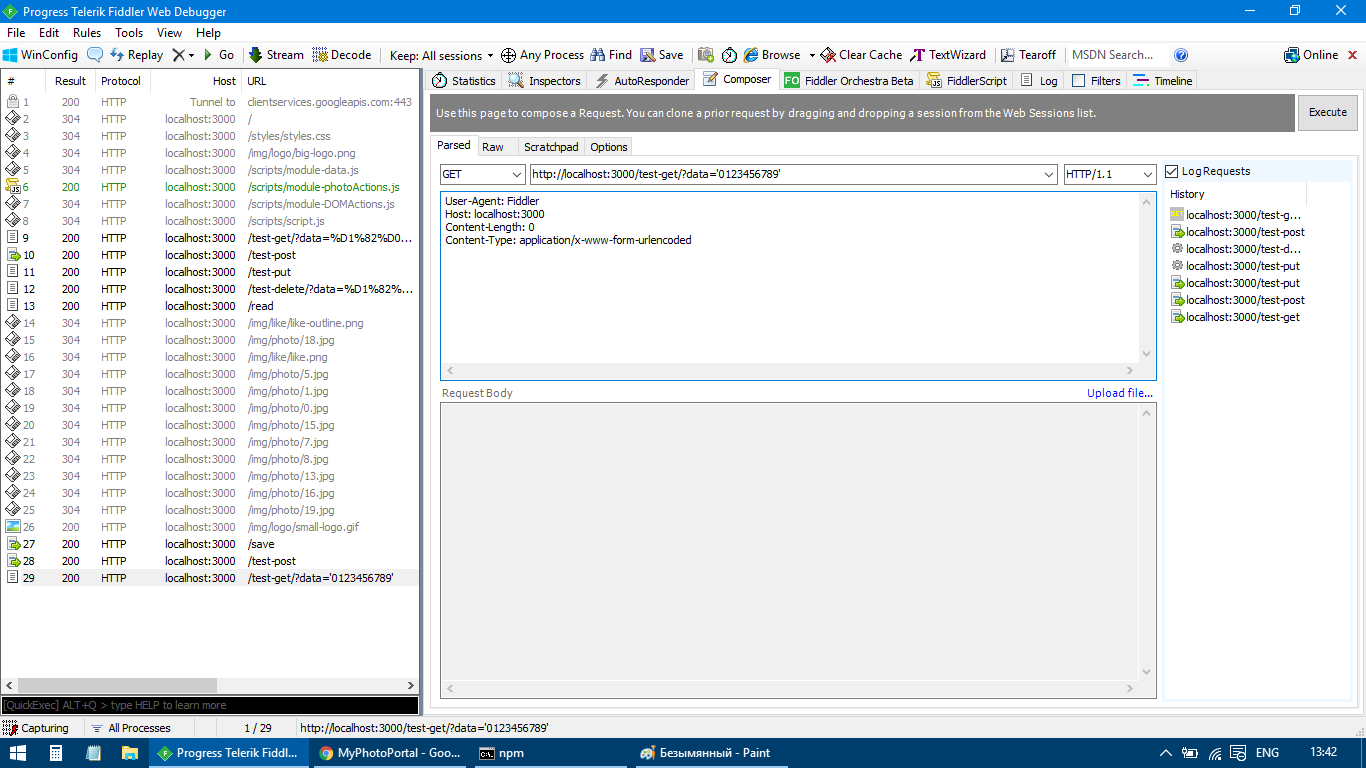 Progress Telerik Fiddler Web Debugger
File Edit Rules Tools View Help
WinConfig Replay Go Stream Decode Keep: All sessions Any Process Find Save Browse Clear Cache TextWizard Tearoff MSDN Search... Online
# Result Protocol Host URL
1 200 HTTP Tunnel to clientservices.googleapis.com:443
2 304 HTTP localhost:3000 /
3 304 HTTP localhost:3000 /styles/styles.css
4 304 HTTP localhost:3000 /img/logo/big-logo.png
5 304 HTTP localhost:3000 /scripts/module-data.js
6 200 HTTP localhost:3000 /scripts/module-photoActions.js
7 304 HTTP localhost:3000 /scripts/module-DOMActions.js
8 304 HTTP localhost:3000 /scripts/script.js
9 200 HTTP localhost:3000 /test-get/?data=%D1%82%D0...
10 200 HTTP localhost:3000 /test-post
11 200 HTTP localhost:3000 /test-put
12 200 HTTP localhost:3000 /test-delete/?data=%D1%82%...
13 200 HTTP localhost:3000 /read
14 304 HTTP localhost:3000 /img/like/like-outline.png
15 304 HTTP localhost:3000 /img/photo/18.jpg
16 304 HTTP localhost:3000 /img/like/like.png
17 304 HTTP localhost:3000 /img/photo/5.jpg
18 304 HTTP localhost:3000 /img/photo/1.jpg
19 304 HTTP localhost:3000 /img/photo/0.jpg
20 304 HTTP localhost:3000 /img/photo/15.jpg
21 304 HTTP localhost:3000 /img/photo/7.jpg
22 304 HTTP localhost:3000 /img/photo/8.jpg
23 304 HTTP localhost:3000 /img/photo/13.jpg
24 304 HTTP localhost:3000 /img/photo/16.jpg
25 304 HTTP localhost:3000 /img/photo/19.jpg
26 200 HTTP localhost:3000 /img/logo/small-logo.gif
27 200 HTTP localhost:3000 /save
28 200 HTTP localhost:3000 /test-post
29 200 HTTP localhost:3000 /test-get/?data='0123456789'
[QuickExec] ALT+Q > type HELP to learn more
Statistics Inspectors AutoResponder Composer FO Fiddler Orchestra Beta FiddlerScript Log Filters Timeline
Use this page to compose a Request. You can clone a prior request by dragging and dropping a session from the Web Sessions list.
Execute
Parsed Raw Scratchpad Options
GET http://localhost:3000/test-get/?data='0123456789' HTTP/1.1
User-Agent: Fiddler
Host: localhost:3000
Content-Length: 0
Content-Type: application/x-www-form-urlencoded
Request Body Upload file...
Log Requests
History
localhost:3000/test-g...
localhost:3000/test-post
localhost:3000/test-d...
localhost:3000/test-put
localhost:3000/test-put
localhost:3000/test-post
localhost:3000/test-get
Capturing All Processes 1 / 29 http://localhost:3000/test-get/?data='0123456789'
Progress Telerik Fiddl... MyPhotoPortal - Goo... npm Безымянный - Paint ENG 13:42